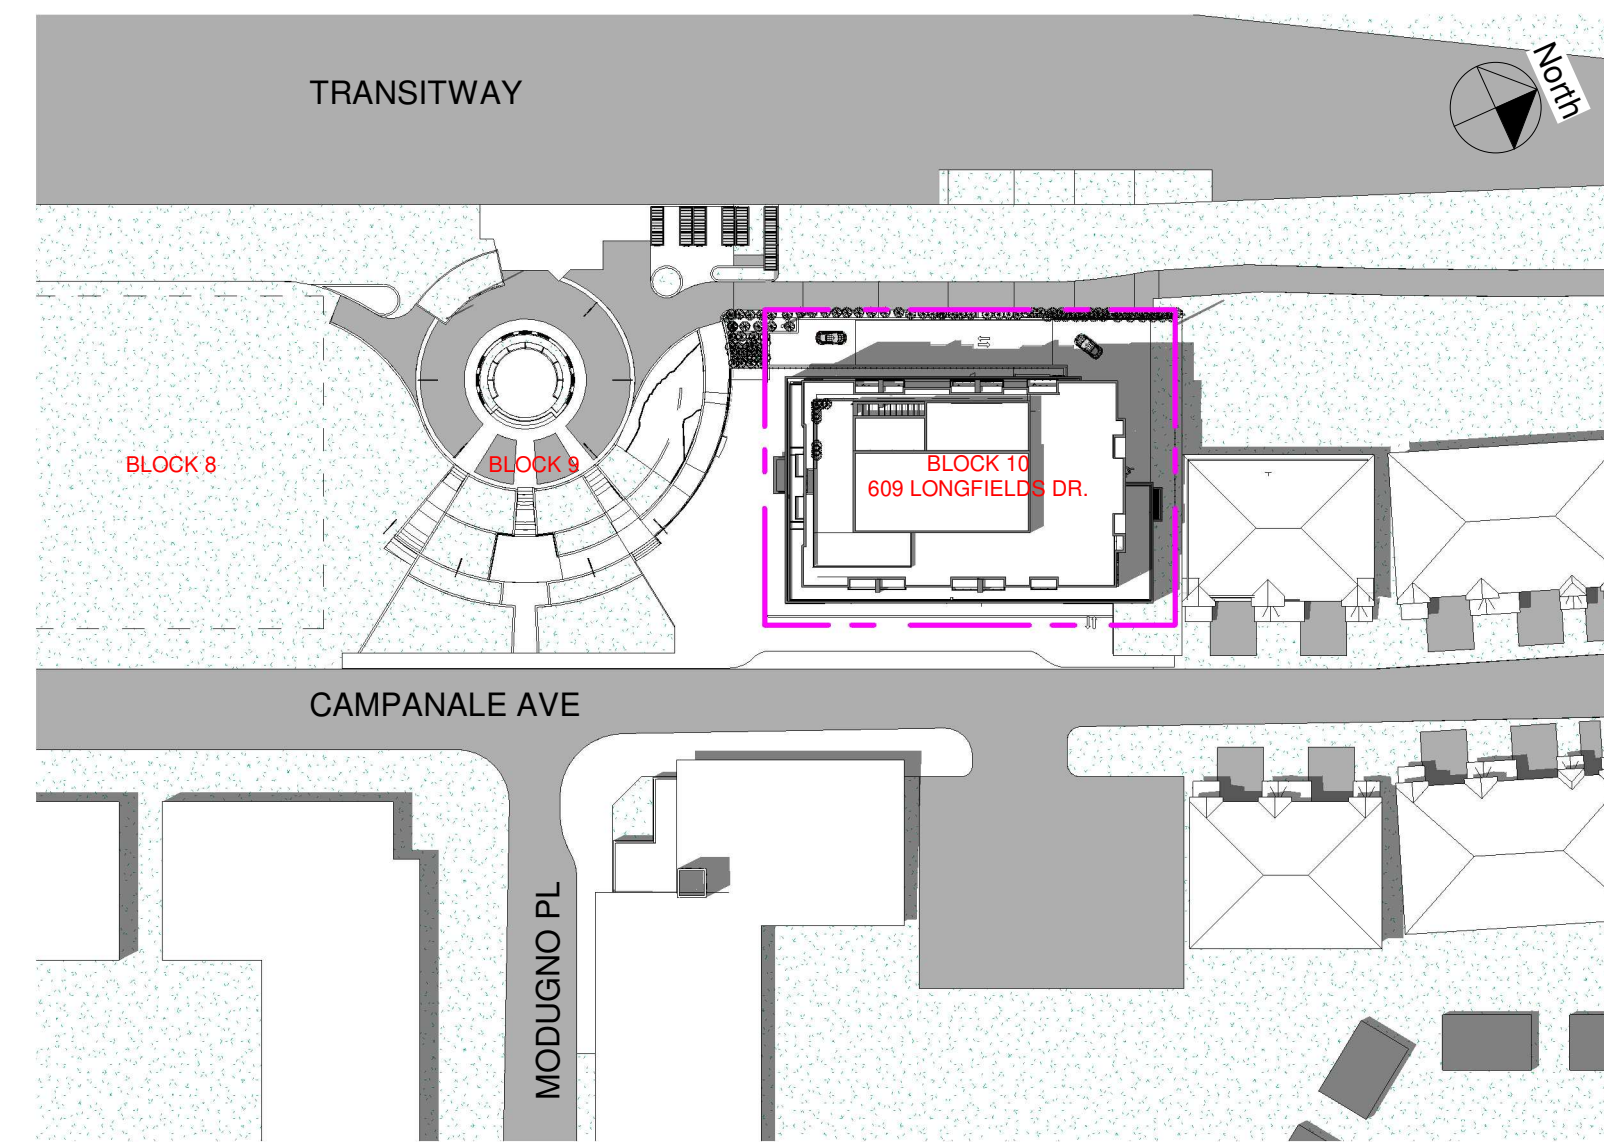 TRANSITWAY
North
BLOCK 8
BLOCK 9
BLOCK 10
609 LONGFIELDS DR.
CAMPANALE AVE
MODUGNO PL